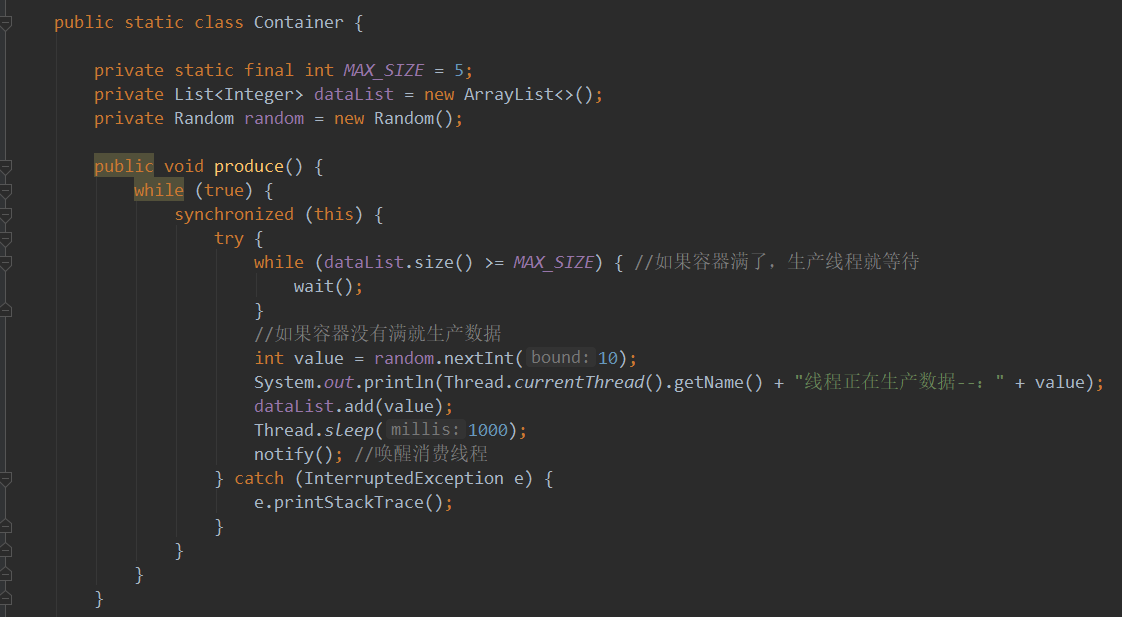 public static class Container {
private static final int MAX_SIZE = 5;
private List<Integer> dataList = new ArrayList<>();
private Random random = new Random();
public void produce() {
while (true) {
synchronized (this) {
try {
while (dataList.size() >= MAX_SIZE) { //如果容器满了，生产线程就等待
wait();
}
//如果容器没有满就生产数据
int value = random.nextInt( bound: 10);
System.out.println(Thread.currentThread().getName() + "线程正在生产数据--：" + value);
dataList.add(value);
Thread.sleep( millis: 1000);
notify(); //唤醒消费线程
} catch (InterruptedException e) {
e.printStackTrace();
}
}
}
}